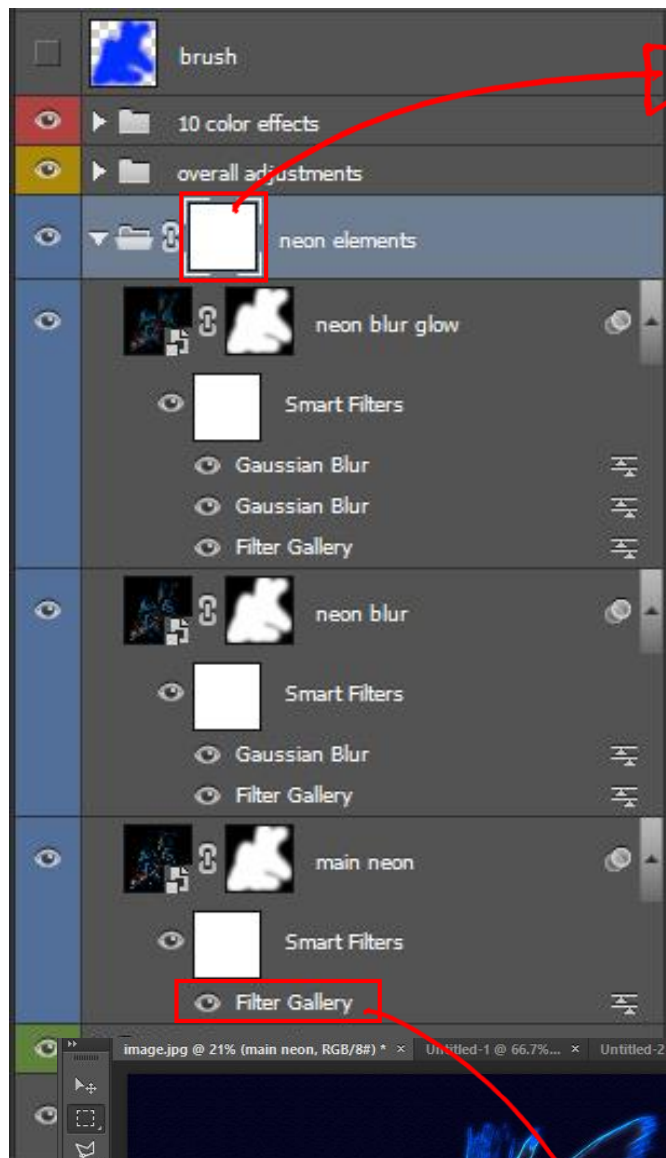 brush
10 color effects
overall adjustments
neon elements
neon blur glow
Smart Filters
Gaussian Blur
Gaussian Blur
Filter Gallery
neon blur
Smart Filters
Gaussian Blur
Filter Gallery
main neon
Smart Filters
Filter Gallery
image.jpg @ 21% (main neon, RGB/8#) * × Untitled-1 @ 66.7%... × Untitled-2